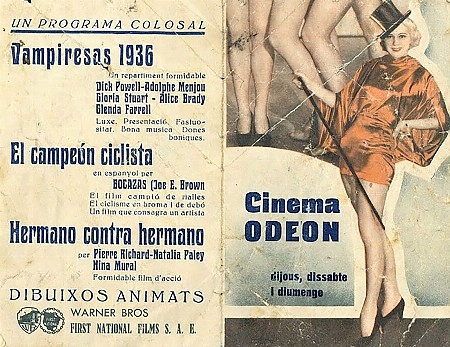 UN PROGRAMA COLOSAL
Vampiresas 1936
Un repartiment formidable
Dick Powell-Adolphe Menjou
Gloria Stuart - Alice Brady
Glenda Farrell
Luxe. Presentació. Fastuo-
sitat. Bona musica Dones
boniques.
El campeón ciclista
en espanyol per
BOCAZAS (Joe E. Brown
El film campió de rialles
El ciclisme en broma i de debó
Un film que consagra un artista
Hermano contra hermano
per Pierre Richard-Natalia Paley
Nina Mural
Formidable film d'acció
DIBUIXOS ANIMATS
WARNER BROS
FIRST NATIONAL FILMS S. A. E.
Cinema
ODEON
dijous, dissabte
i diumenge